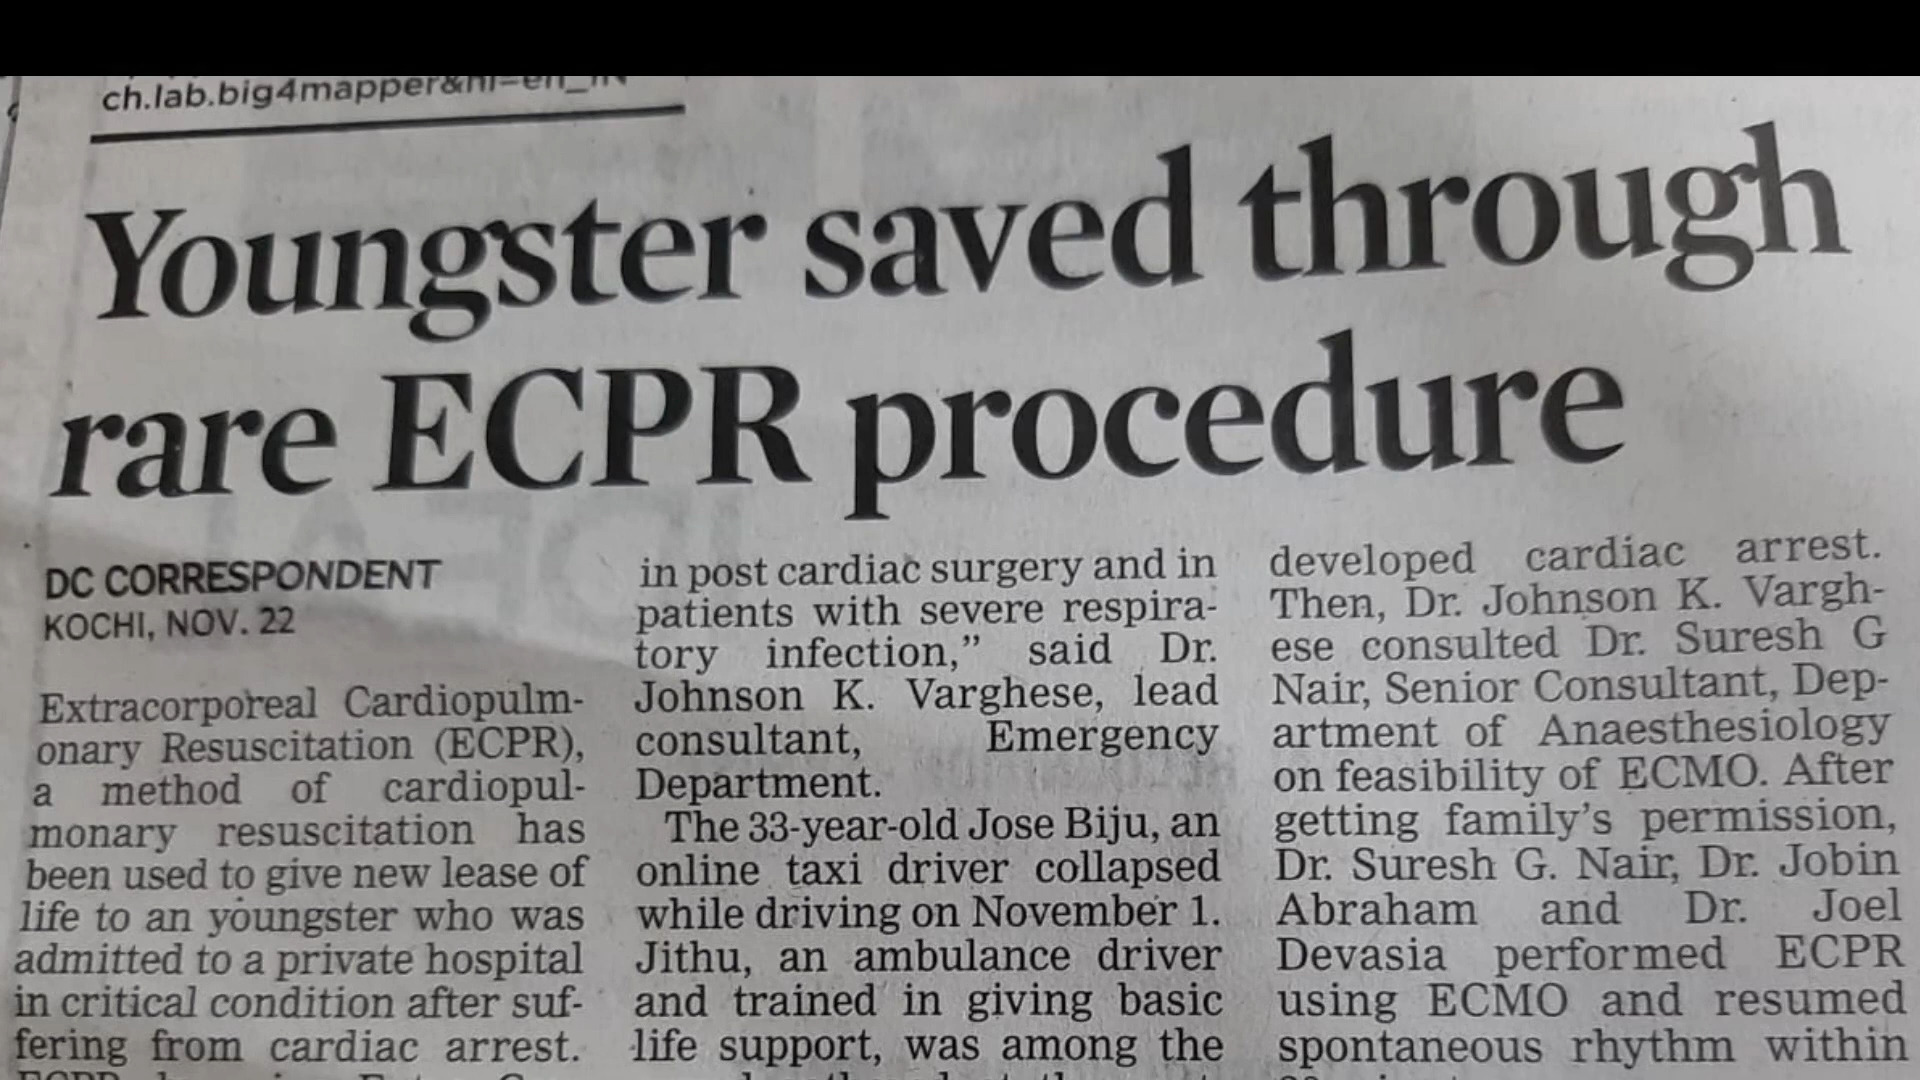 ch.lab.big4mapper&hl=en_IN
Youngster saved through
rare ECPR procedure
DC CORRESPONDENT
KOCHI, NOV. 22
Extracorporeal Cardiopulm-
onary Resuscitation (ECPR),
a method of cardiopul-
monary resuscitation has
been used to give new lease of
life to an youngster who was
admitted to a private hospital
in critical condition after suf-
fering from cardiac arrest.
in post cardiac surgery and in
patients with severe respira-
tory infection,” said Dr.
Johnson K. Varghese, lead
consultant, Emergency
Department.
The 33-year-old Jose Biju, an
online taxi driver collapsed
while driving on November 1.
Jithu, an ambulance driver
and trained in giving basic
life support, was among the
developed cardiac arrest.
Then, Dr. Johnson K. Vargh-
ese consulted Dr. Suresh G
Nair, Senior Consultant, Dep-
artment of Anaesthesiology
on feasibility of ECMO. After
getting family’s permission,
Dr. Suresh G. Nair, Dr. Jobin
Abraham and Dr. Joel
Devasia performed ECPR
using ECMO and resumed
spontaneous rhythm within